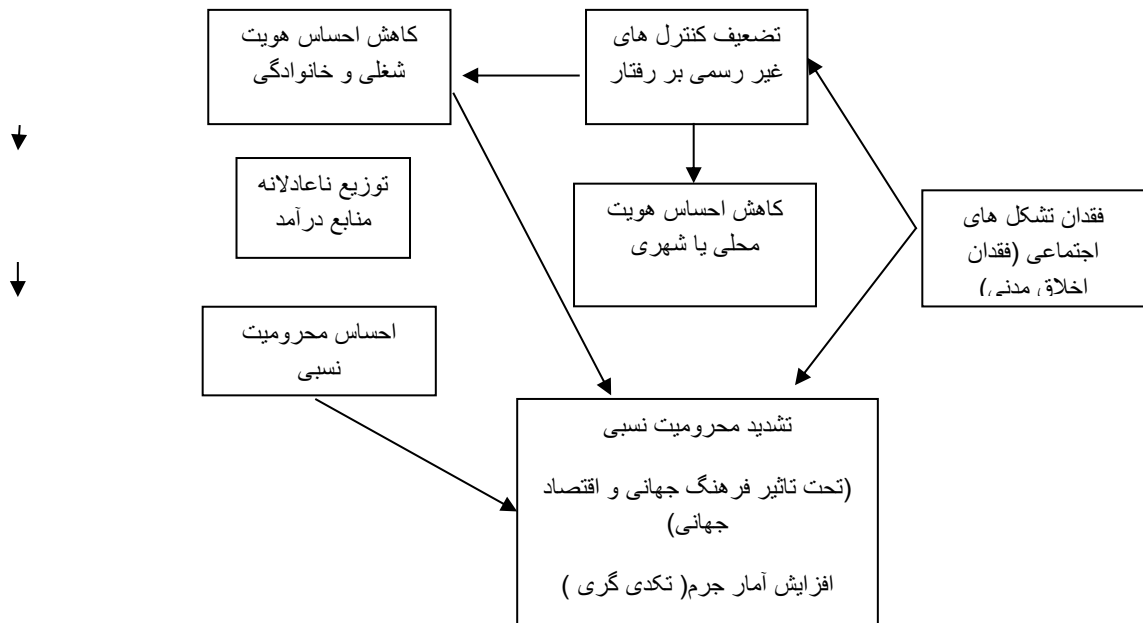 تضعیف کنترل های
غیر رسمی بر رفتار
کاهش احساس هویت
شغلی و خانوادگی
توزیع ناعادلانه
منابع درآمد
کاهش احساس هویت
محلی یا شهری
فقدان تشکل های
اجتماعی (فقدان
اخلاق مدنی)
احساس محرومیت
نسبی
تشدید محرومیت نسبی
(تحت تاثیر فرهنگ جهانی و اقتصاد
جهانی)
افزایش آمار جرم( تکدی گری )